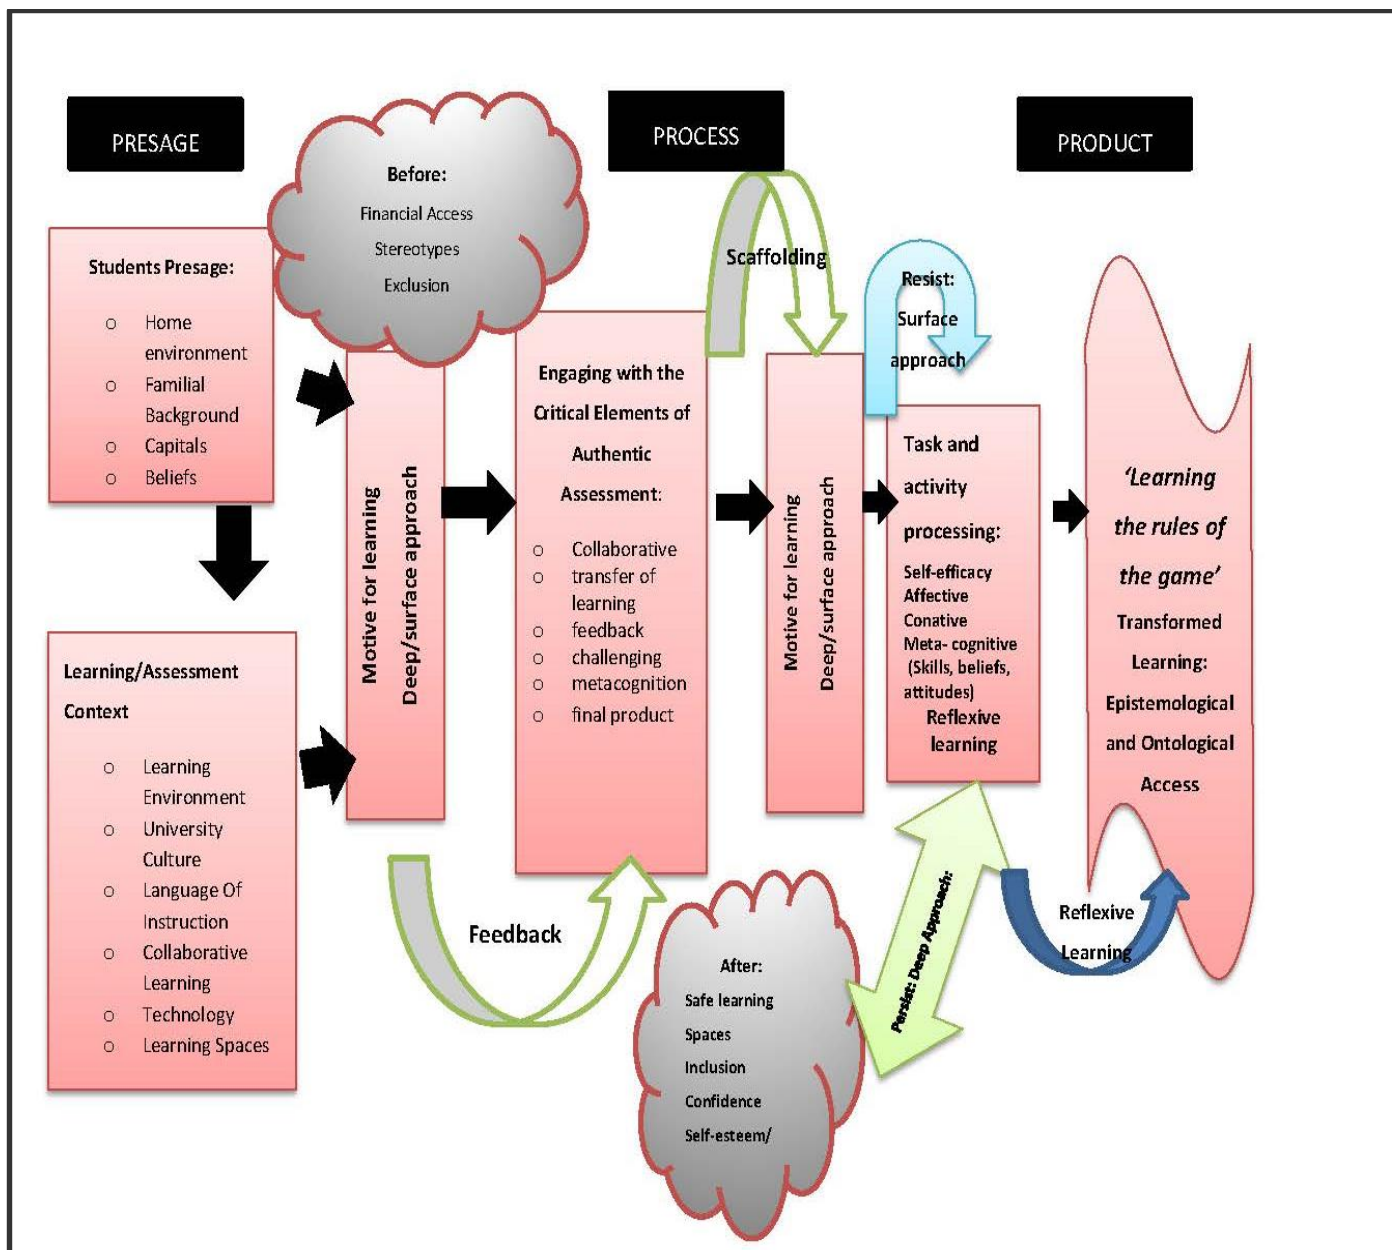 PRESAGE
PROCESS
PRODUCT
Before:
Financial Access
Stereotypes
Exclusion
Students Presage:
o Home
environment
o Familial
Background
o Capitals
o Beliefs
Learning/Assessment
Context
o Learning
Environment
o University
Culture
o Language Of
Instruction
o Collaborative
Learning
o Technology
o Learning Spaces
Motive for learning
Deep/surface approach
Feedback
Engaging with the
Critical Elements of
Authentic
Assessment:
o Collaborative
o transfer of
learning
o feedback
o challenging
o metacognition
o final product
Scaffolding
Motive for learning
Deep/surface approach
Resist:
Surface
approach
Task and
activity
processing:
Self-efficacy
Affective
Conative
Meta- cognitive
(Skills, beliefs,
attitudes)
Reflexive
learning
After:
Safe learning
Spaces
Inclusion
Confidence
Self-esteem/
Persist: Deep Approach:
Reflexive
Learning
‘Learning
the rules of
the game’
Transformed
Learning:
Epistemological
and Ontological
Access